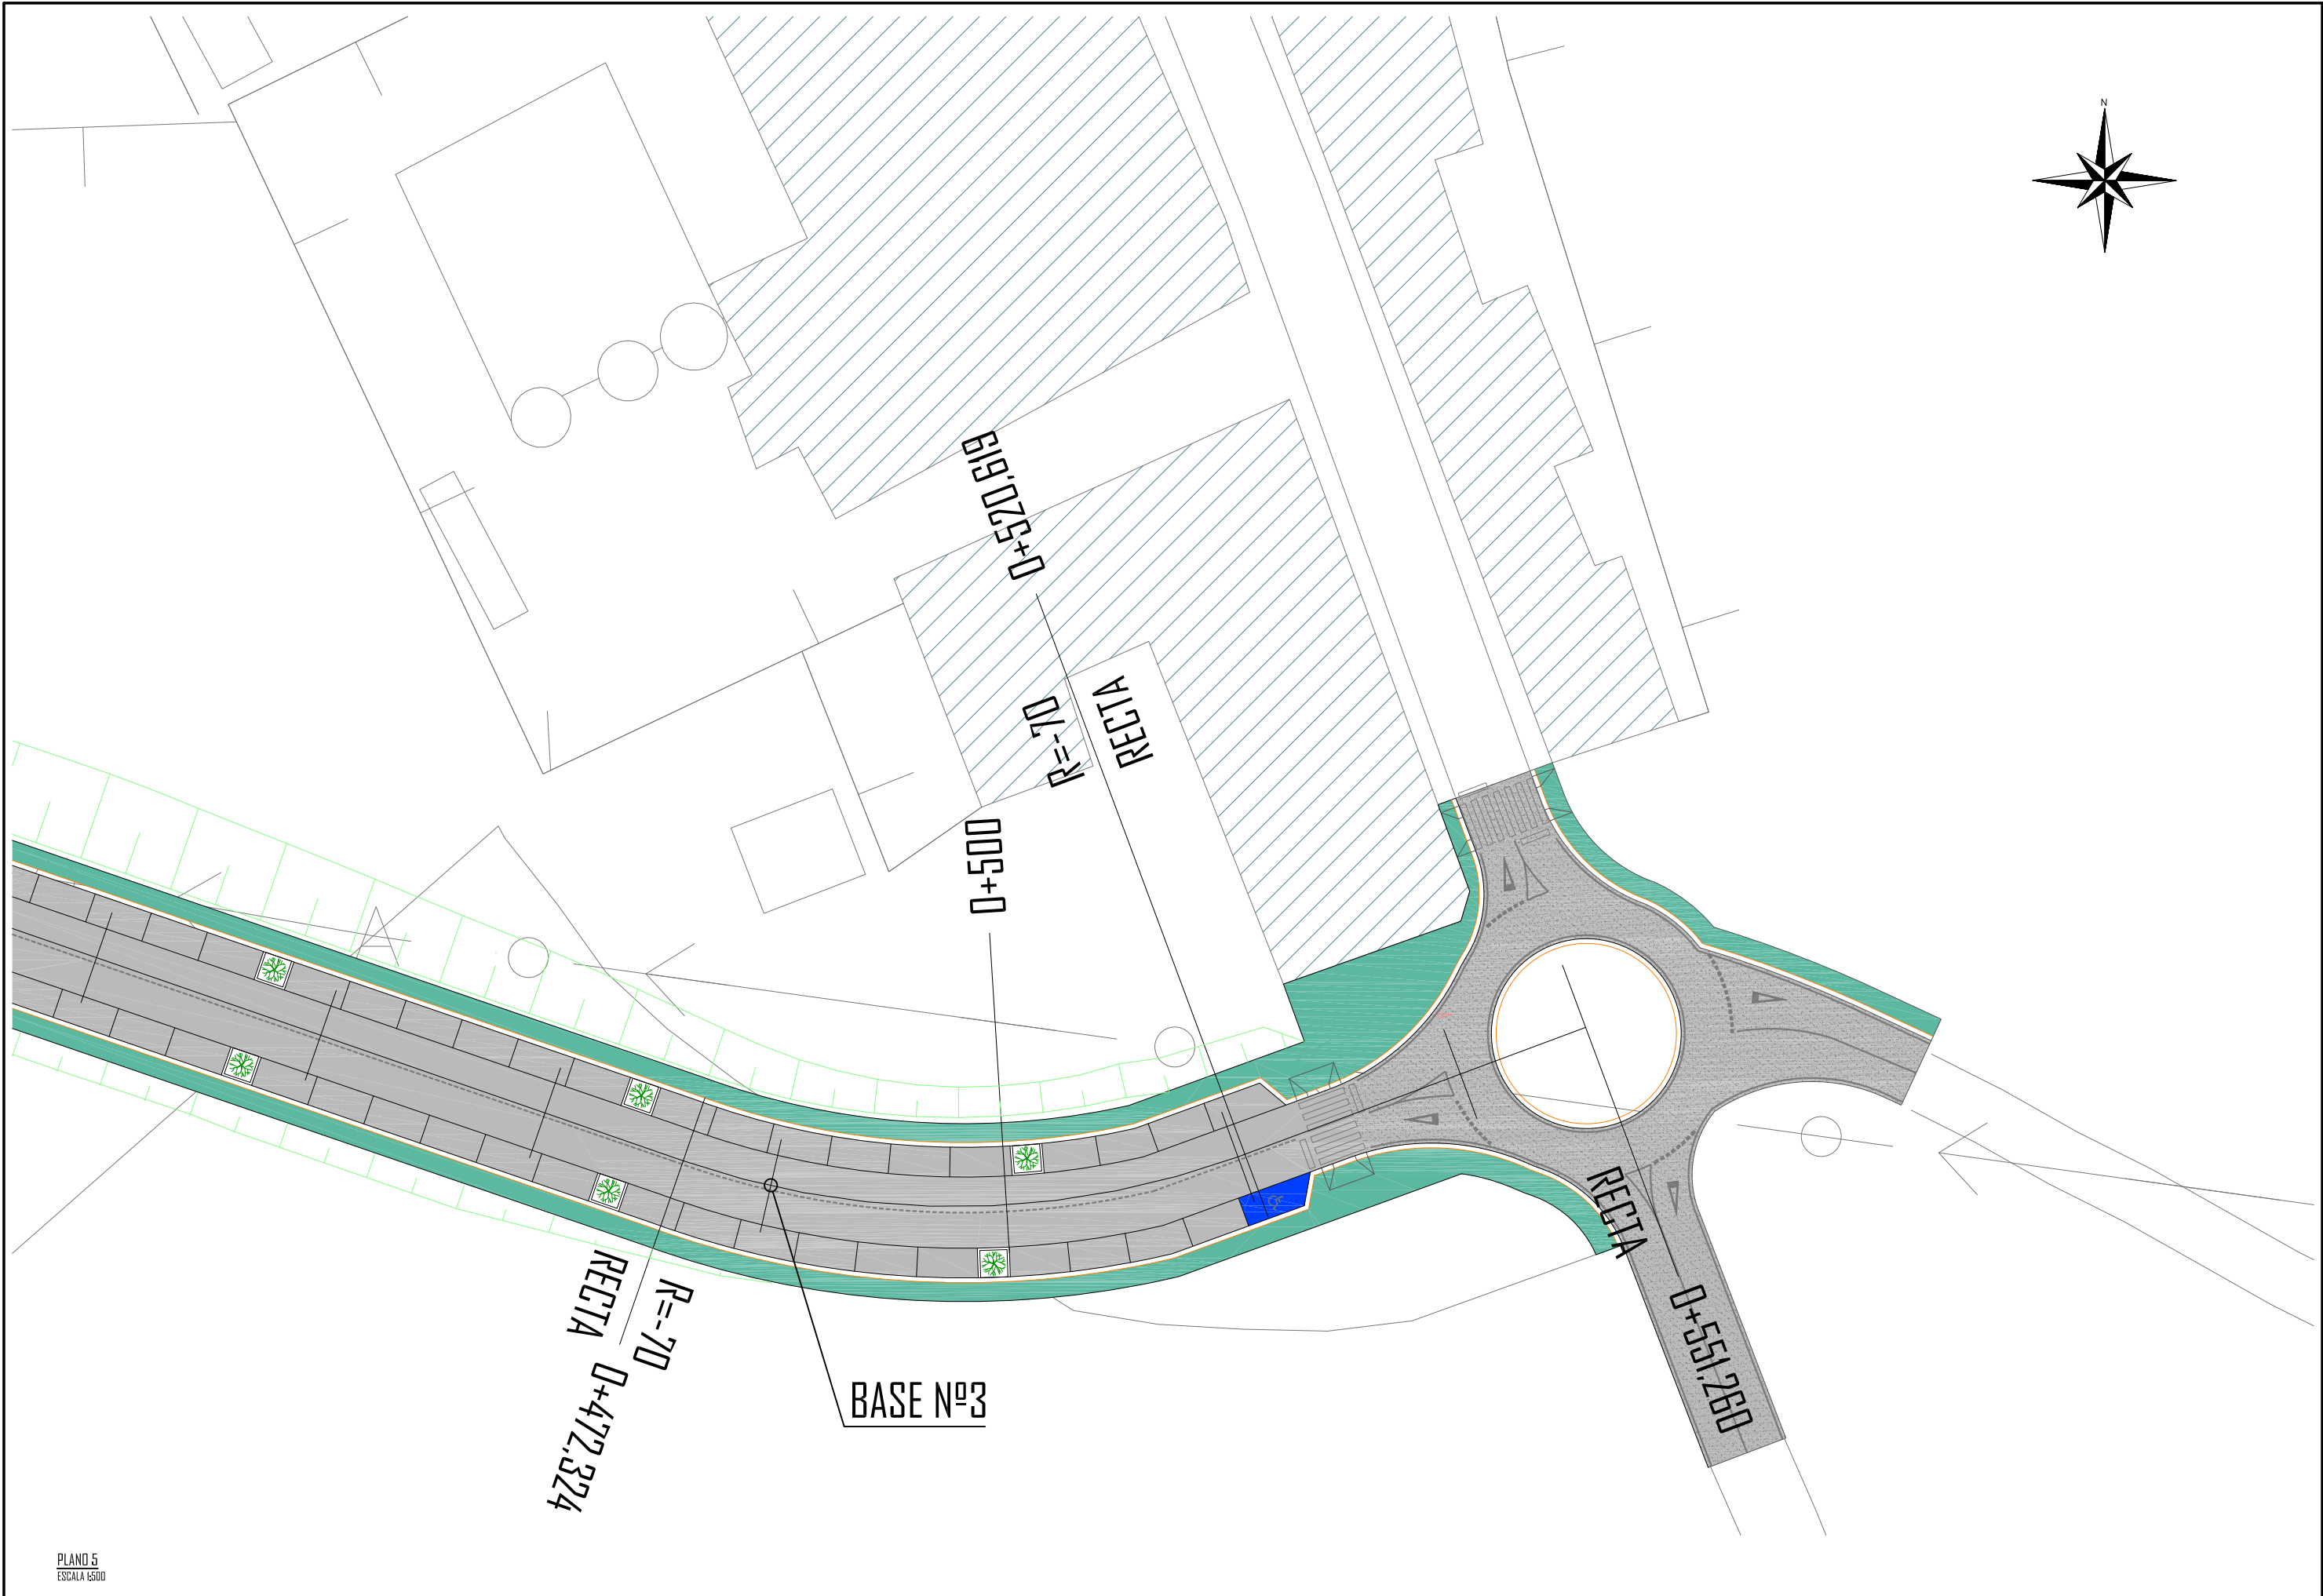 N
0+520,619
R=-70
RECTA
0+500
RECTA
R=-70
0+472,324
BASE Nº3
RECTA
0+551,260
PLANO 5
ESCALA 1:500